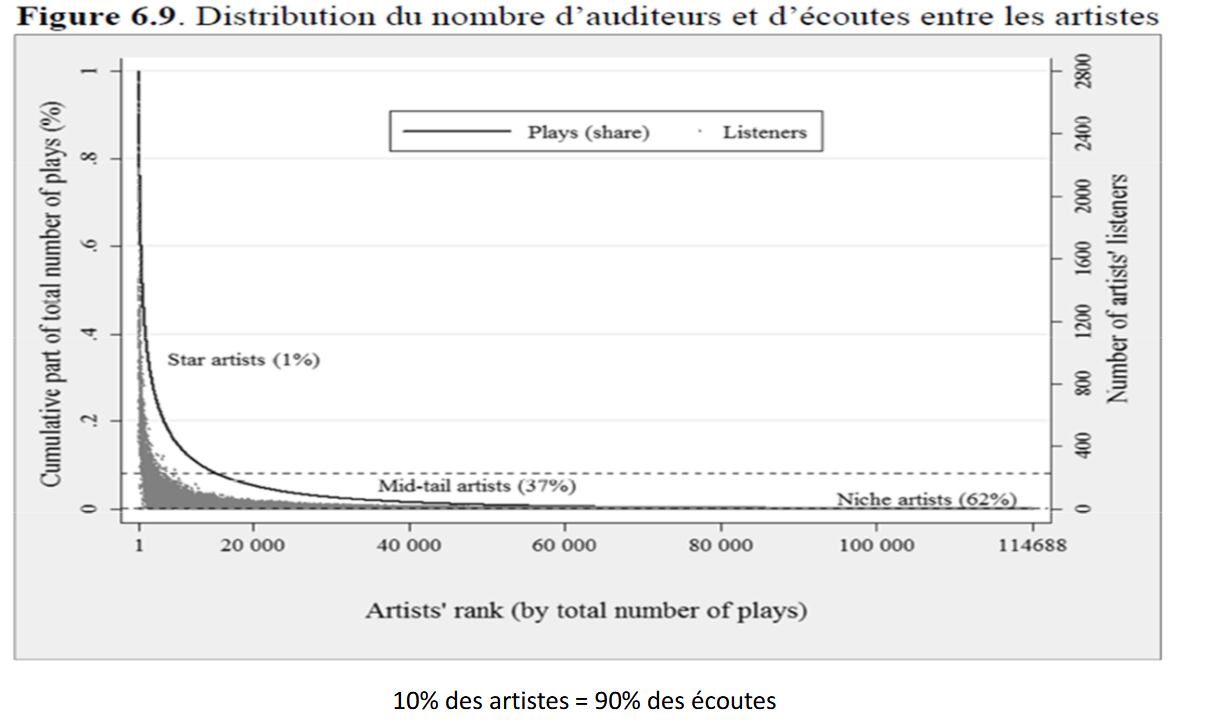 Figure 6.9. Distribution du nombre d’auditeurs et d’écoutes entre les artistes
Cumulative part of total number of plays (%)
1
.8
.6
.4
.2
0
Plays (share) Listeners
Star artists (1%)
Mid-tail artists (37%)
Niche artists (62%)
2800
2400
2000
1600
1200
800
400
0
Number of artists' listeners
1 20 000 40 000 60 000 80 000 100 000 114688
Artists' rank (by total number of plays)
10% des artistes = 90% des écoutes